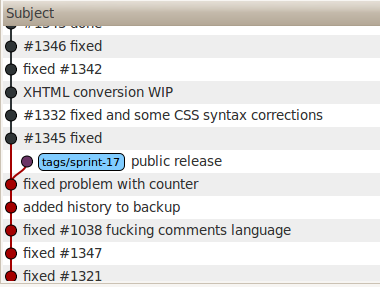 Subject
#1346 fixed
fixed #1342
XHTML conversion WIP
#1332 fixed and some CSS syntax corrections
#1345 fixed
tags/sprint-17 public release
fixed problem with counter
added history to backup
fixed #1038 fucking comments language
fixed #1347
fixed #1321